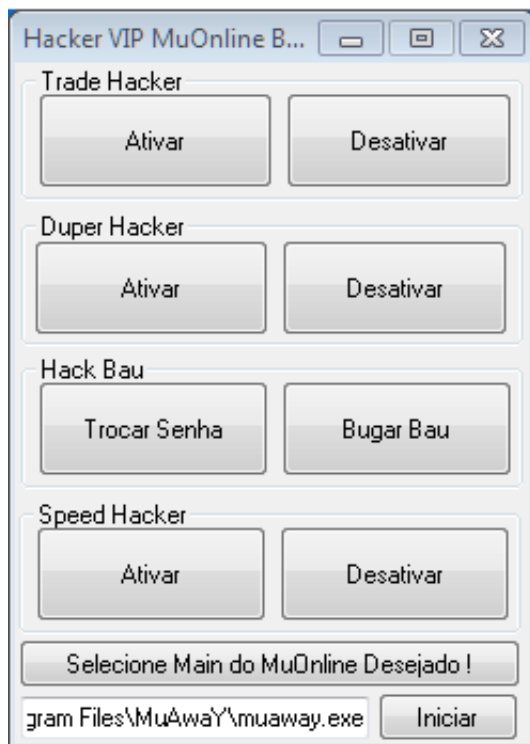 Hacker VIP MuOnline B...
Trade Hacker
Ativar Desativar
Duper Hacker
Ativar Desativar
Hack Bau
Trocar Senha Bugar Bau
Speed Hacker
Ativar Desativar
Selecione Main do MuOnline Desejado !
gram Files\MuAwaY\muaway.exe Iniciar